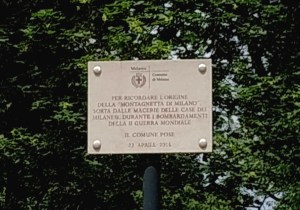 Milano
Comune
di Milano
PER RICORDARE L'ORIGINE
DELLA "MONTAGNETTA DI MILANO"
SORTA DALLE MACERIE DELLE CASE DEI
MILANESI DURANTE I BOMBARDAMENTI
DELLA II GUERRA MONDIALE
IL COMUNE POSE
APRILE